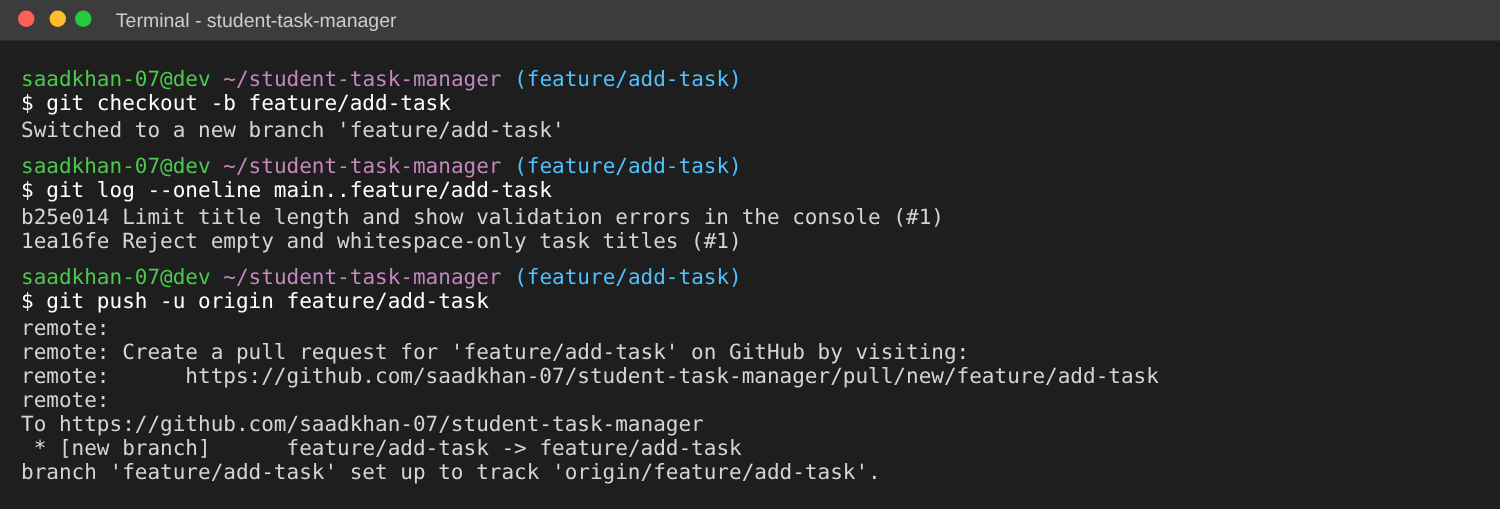 Terminal - student-task-manager
saadkhan-07@dev ~/student-task-manager (feature/add-task)
$ git checkout -b feature/add-task
Switched to a new branch 'feature/add-task'
saadkhan-07@dev ~/student-task-manager (feature/add-task)
$ git log --oneline main..feature/add-task
b25e014 Limit title length and show validation errors in the console (#1)
1ea16fe Reject empty and whitespace-only task titles (#1)
saadkhan-07@dev ~/student-task-manager (feature/add-task)
$ git push -u origin feature/add-task
remote:
remote: Create a pull request for 'feature/add-task' on GitHub by visiting:
remote:      https://github.com/saadkhan-07/student-task-manager/pull/new/feature/add-task
remote:
To https://github.com/saadkhan-07/student-task-manager
 * [new branch]      feature/add-task -> feature/add-task
branch 'feature/add-task' set up to track 'origin/feature/add-task'.